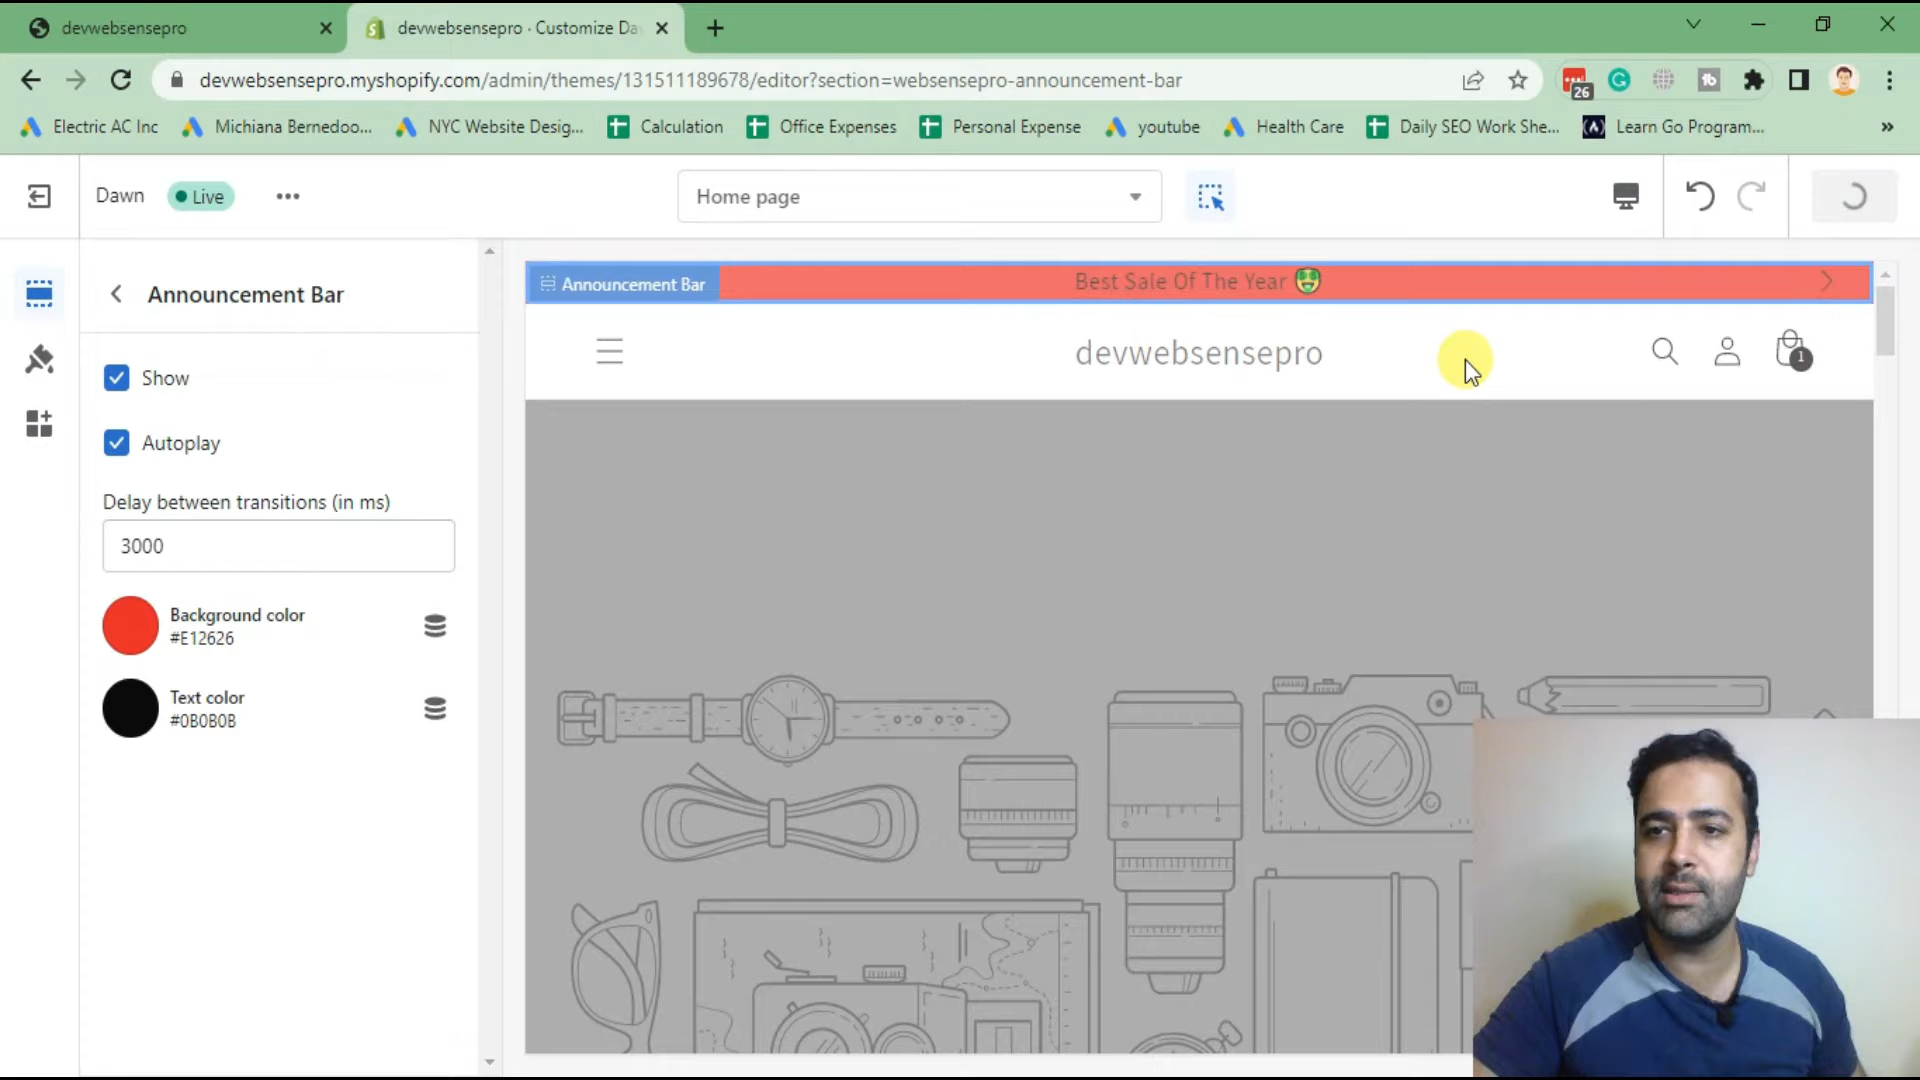 devwebsensepro
devwebsensepro · Customize Da
devwebsensepro.myshopify.com/admin/themes/131511189678/editor?section=websensepro-announcement-bar
26
Electric AC Inc
Michiana Bernedoo...
NYC Website Desig...
Calculation
Office Expenses
Personal Expense
youtube
Health Care
Daily SEO Work She...
Learn Go Program...
Dawn
Live
Home page
Announcement Bar
Show
Autoplay
Delay between transitions (in ms)
3000
Background color
#E12626
Text color
#0B0B0B
Announcement Bar
Best Sale Of The Year 🤑
devwebsensepro
1